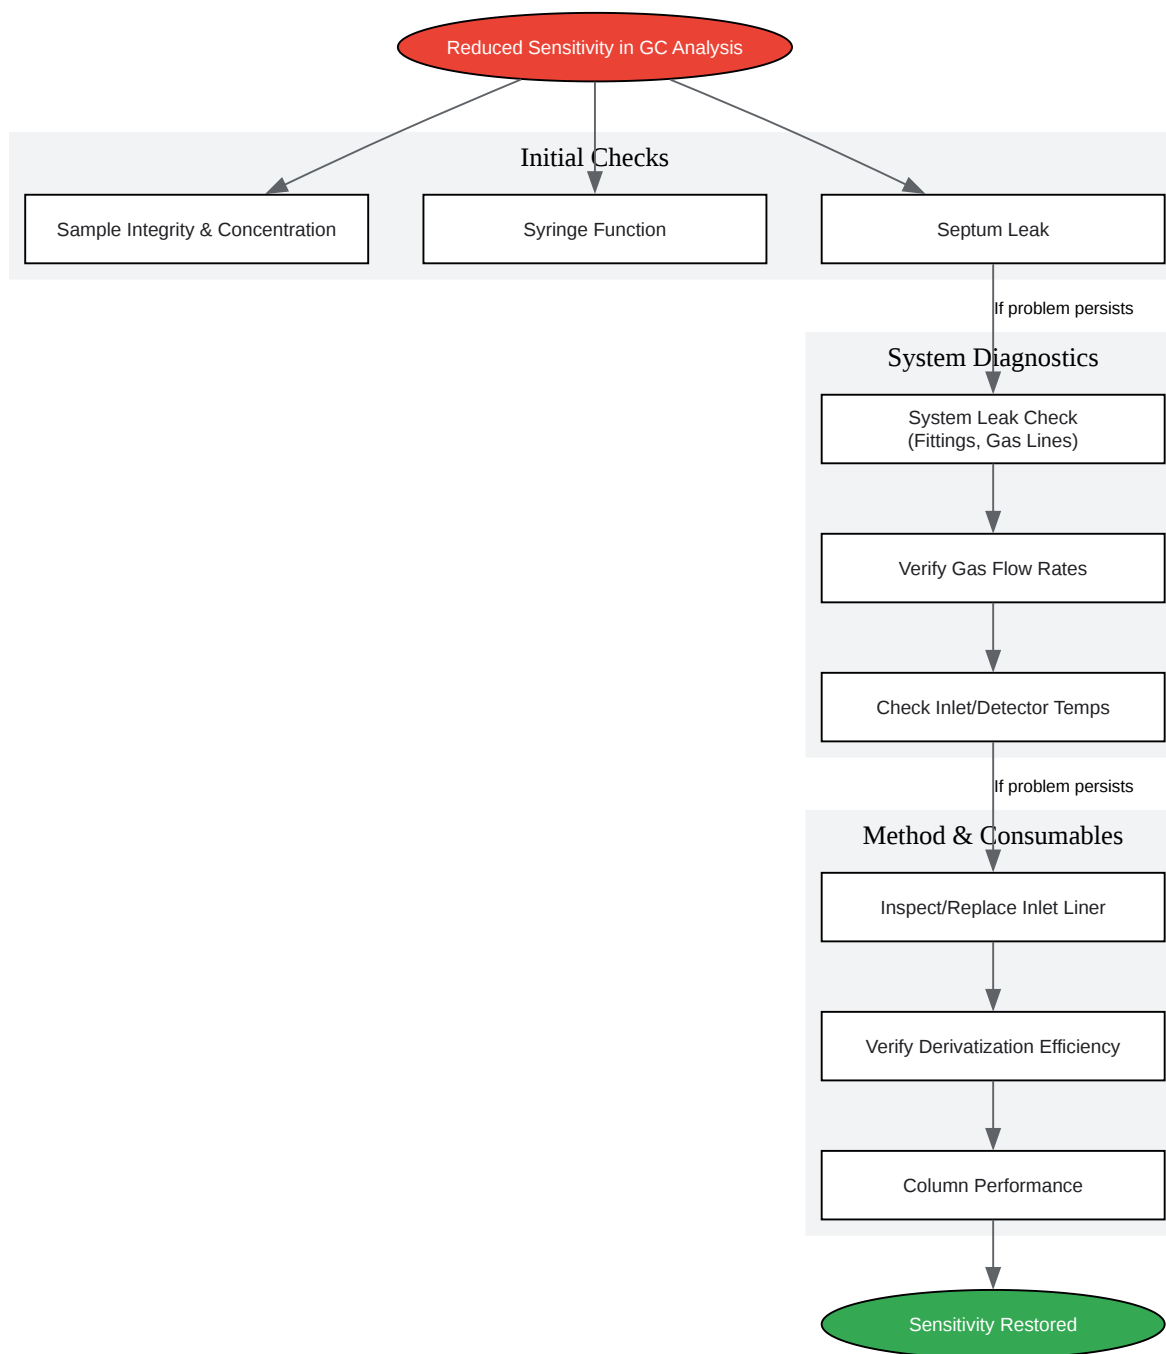 Reduced Sensitivity in GC Analysis
Initial Checks
Sample Integrity & Concentration
Syringe Function
Septum Leak
If problem persists
System Diagnostics
System Leak Check
(Fittings, Gas Lines)
Verify Gas Flow Rates
Check Inlet/Detector Temps
If problem persists
Method & Consumables
Inspect/Replace Inlet Liner
Verify Derivatization Efficiency
Column Performance
Sensitivity Restored